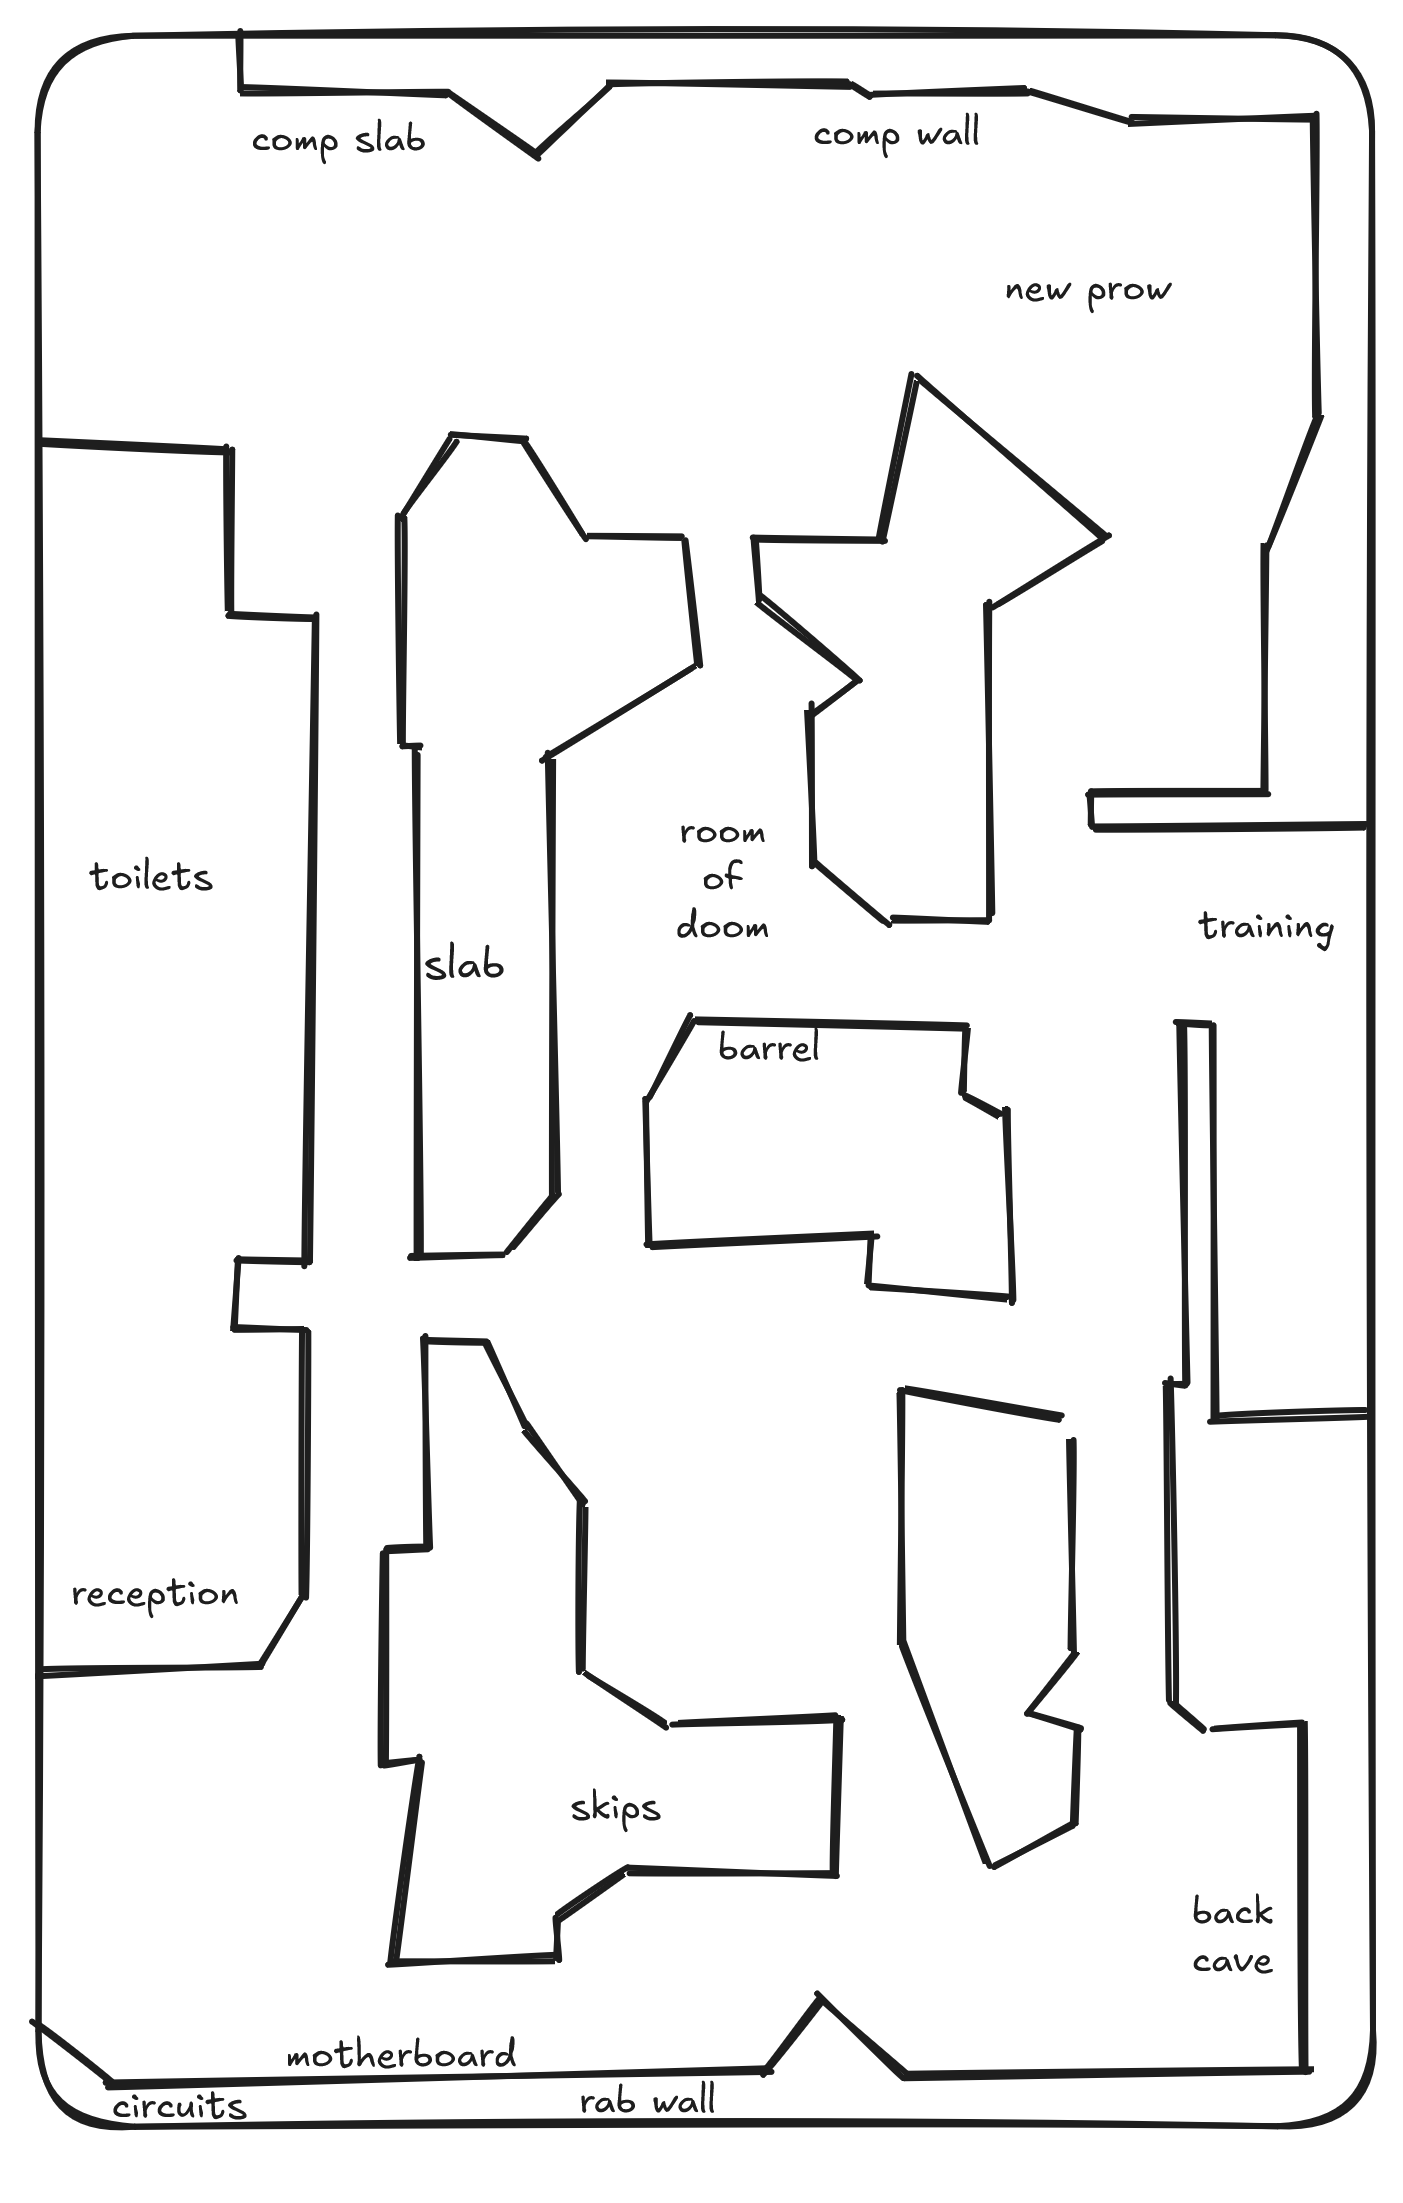 comp slab
comp wall
new prow
room
of
doom
toilets
training
slab
barrel
reception
skips
back
cave
motherboard
circuits
rab wall